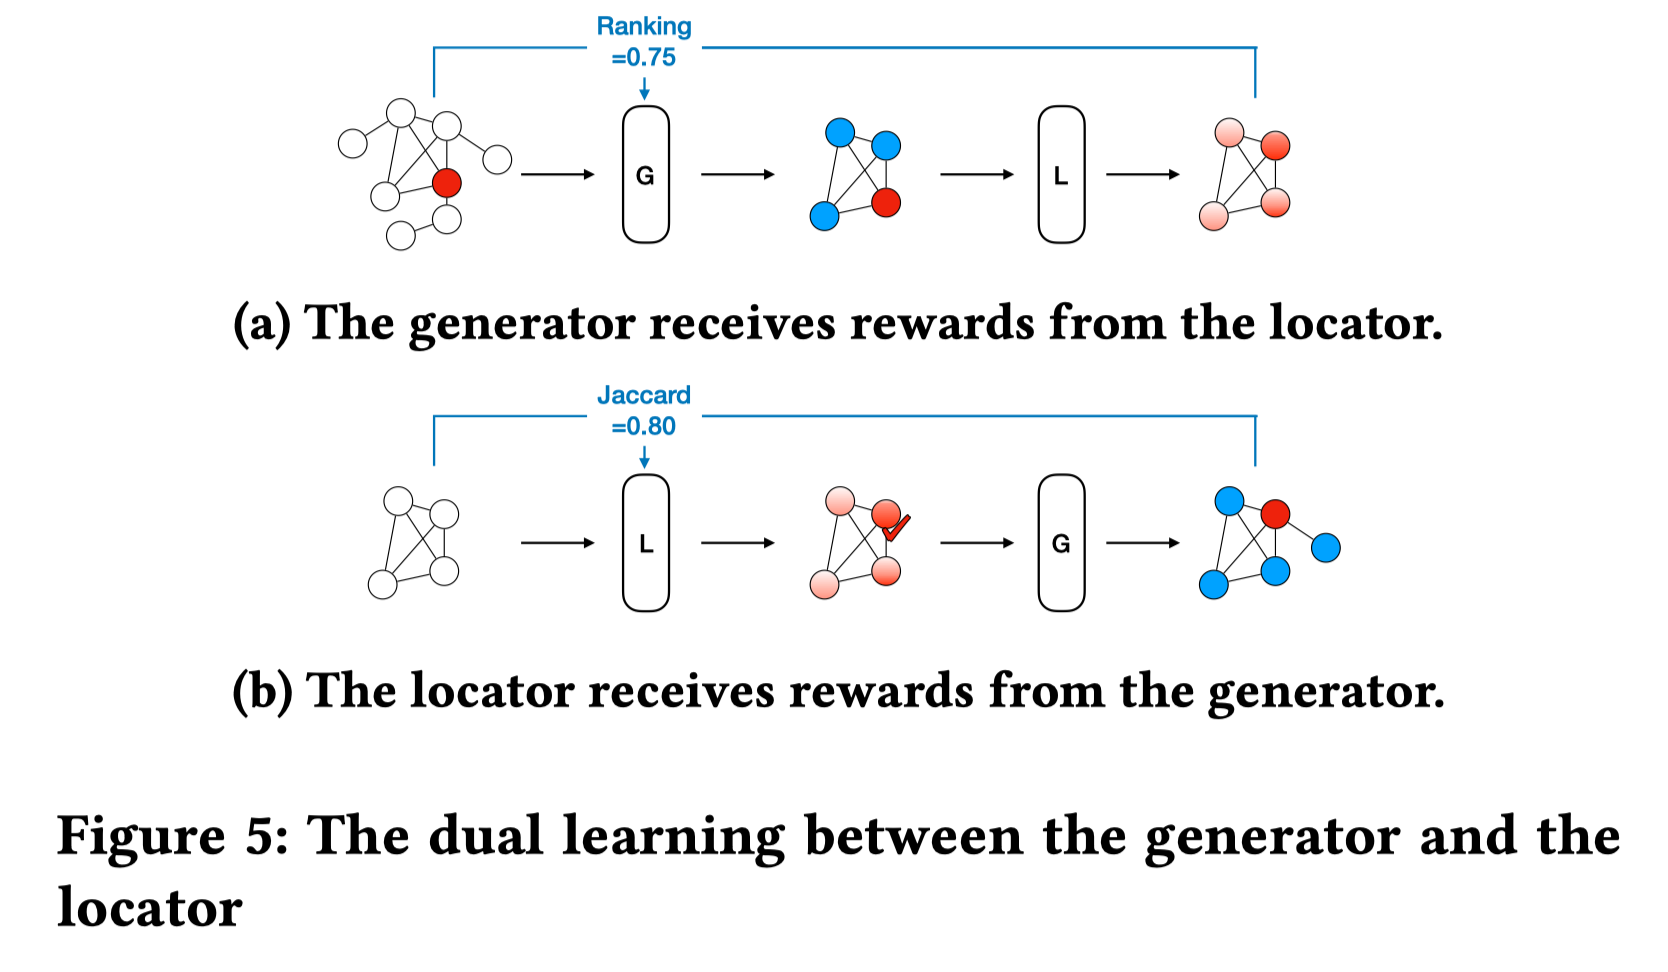 Ranking
=0.75
G
L
(a) The generator receives rewards from the locator.
Jaccard
=0.80
L
G
(b) The locator receives rewards from the generator.
Figure 5: The dual learning between the generator and the
locator